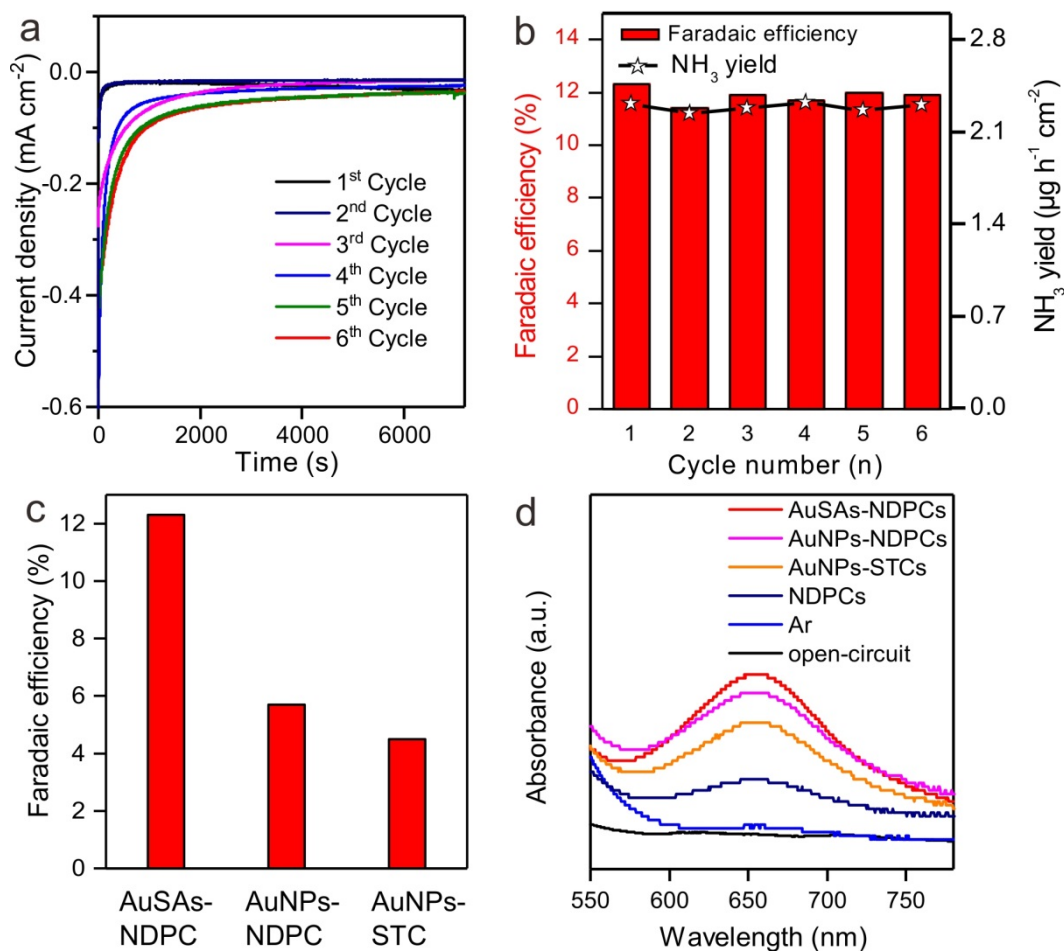 a
Current density (mA cm⁻²)
0.0
-0.2
-0.4
-0.6
1st Cycle
2nd Cycle
3rd Cycle
4th Cycle
5th Cycle
6th Cycle
0 2000 4000 6000
Time (s)
b
Faradaic efficiency (%)
14
12
11
8
12
4
12
0
Faradaic efficiency
NH₃ yield
2.8
2.1
1.4
0.7
0.0
NH₃ yield (µg h⁻¹ cm⁻²)
1 2 3 4 5 6
Cycle number (n)
c
Faradaic efficiency (%)
12
10
8
6
4
2
0
AuSAs- AuNPs- AuNPs-
NDPC NDPC STC
d
Absorbance (a.u.)
AuSAs-NDPCs
AuNPs-NDPCs
AuNPs-STCs
NDPCs
Ar
open-circuit
550 600 650 700 750
Wavelength (nm)